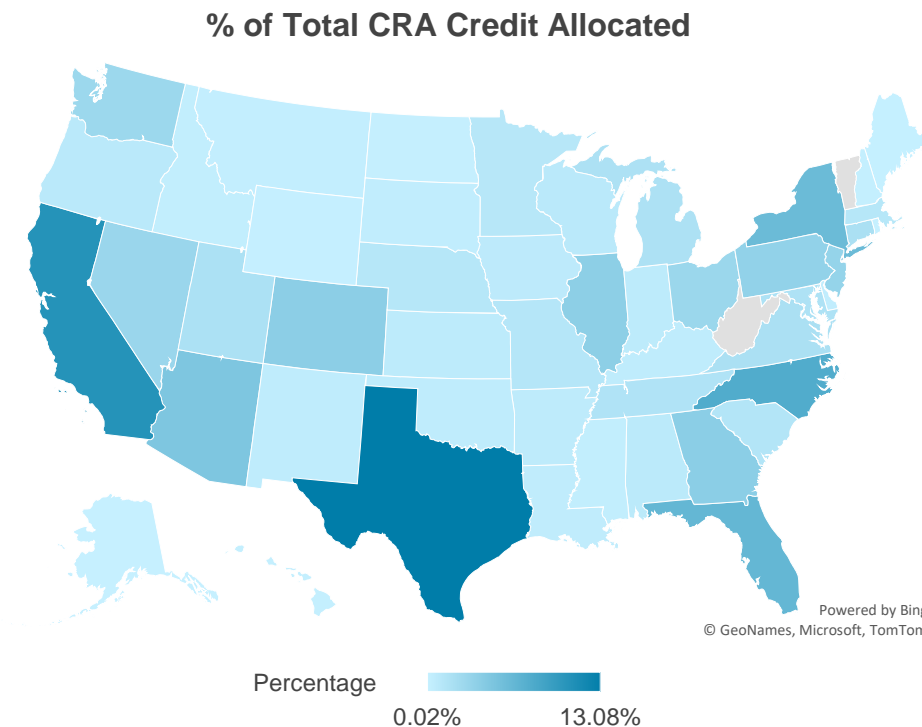 % of Total CRA Credit Allocated
Powered by Bing
© GeoNames, Microsoft, TomTom
Percentage
0.02% 13.08%